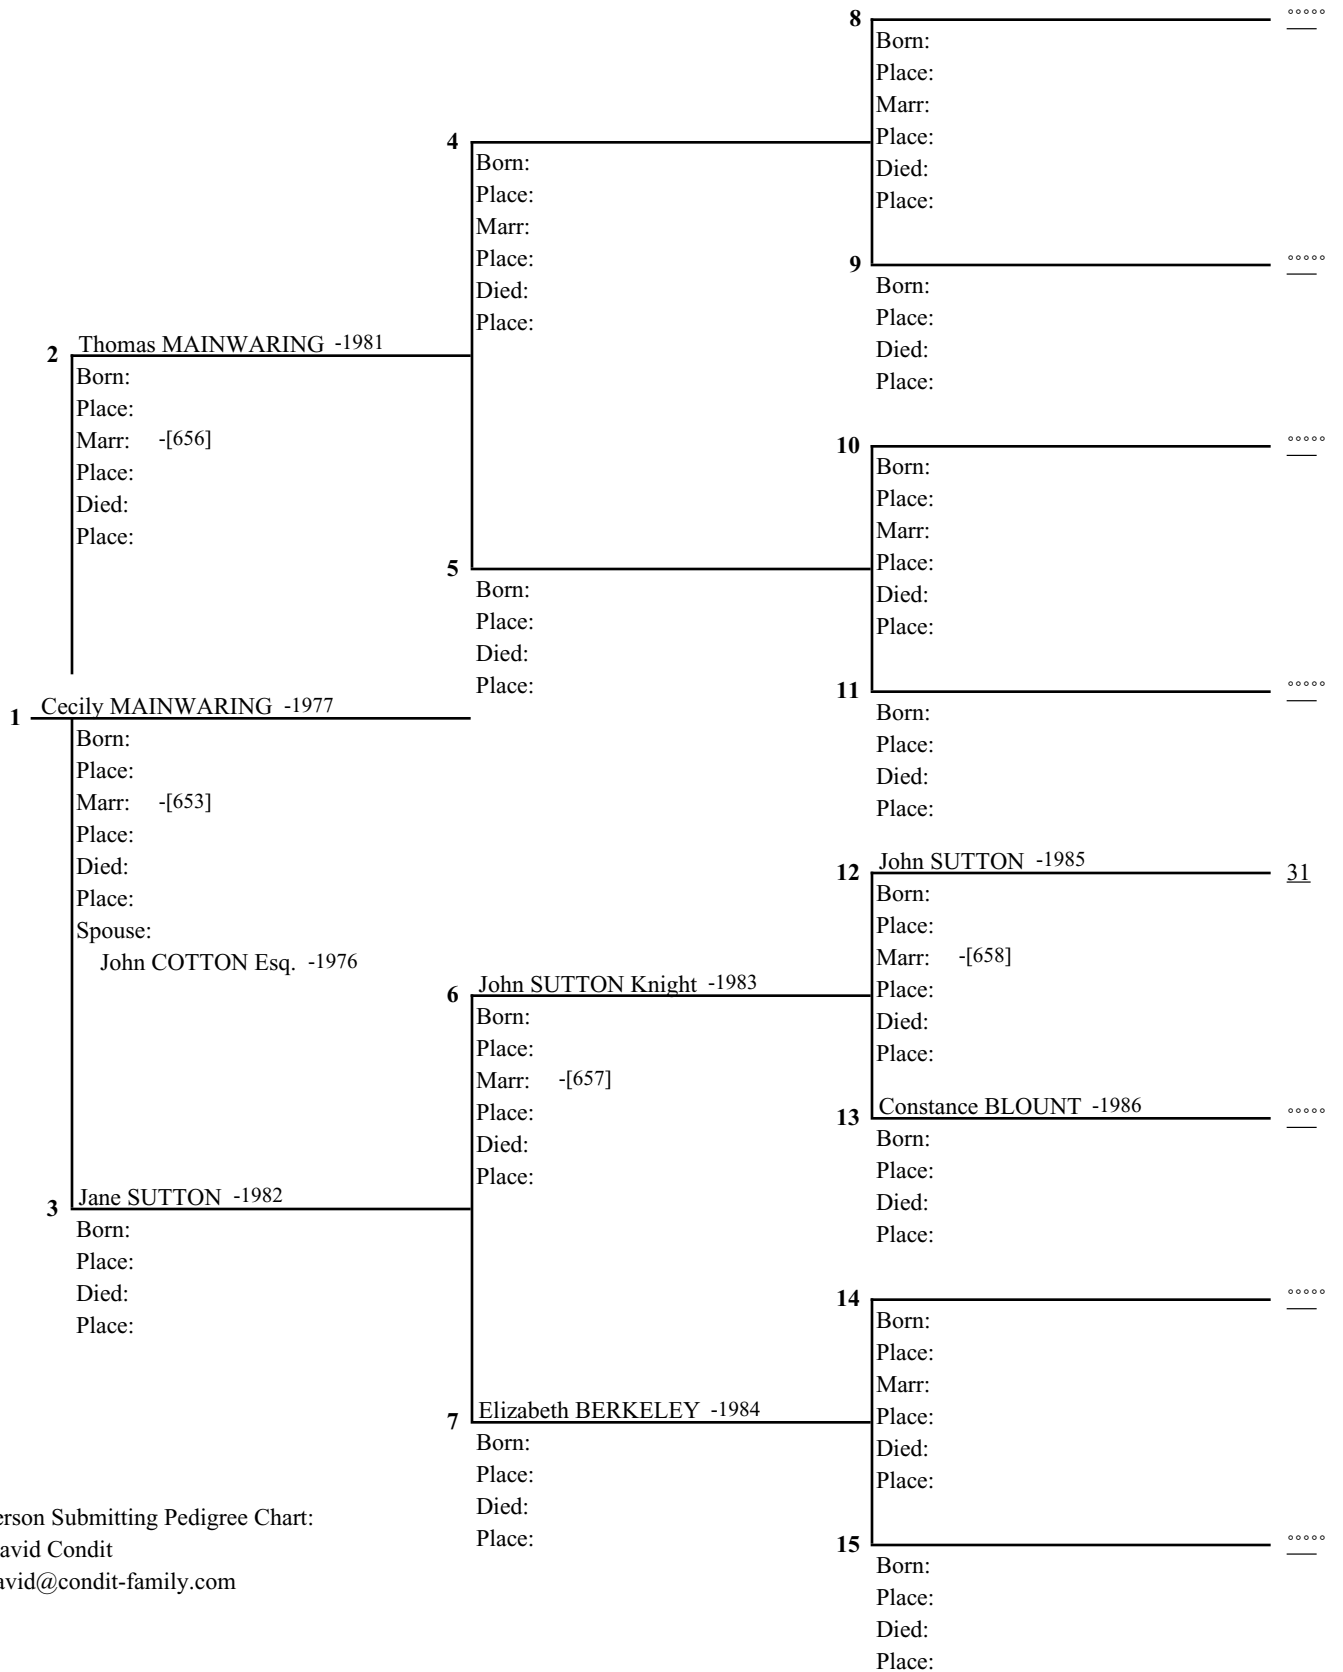 8 °°°°°
Born:
Place:
Marr:
Place:
Died:
Place:
4
Born:
Place:
Marr:
Place:
Died:
Place:
9 °°°°°
Born:
Place:
Died:
Place:
2 Thomas MAINWARING -1981
Born:
Place:
Marr: -[656]
Place:
Died:
Place:
10 °°°°°
Born:
Place:
Marr:
Place:
Died:
Place:
5
Born:
Place:
Died:
Place:
11 °°°°°
Born:
Place:
Died:
Place:
1 Cecily MAINWARING -1977
Born:
Place:
Marr: -[653]
Place:
Died:
Place:
Spouse:
John COTTON Esq. -1976
12 John SUTTON -1985 31
Born:
Place:
Marr: -[658]
Place:
Died:
Place:
6 John SUTTON Knight -1983
Born:
Place:
Marr: -[657]
Place:
Died:
Place:
13 Constance BLOUNT -1986 °°°°°
Born:
Place:
Died:
Place:
3 Jane SUTTON -1982
Born:
Place:
Died:
Place:
14 °°°°°
Born:
Place:
Marr:
Place:
Died:
Place:
7 Elizabeth BERKELEY -1984
Born:
Place:
Died:
Place:
15 °°°°°
Born:
Place:
Died:
Place:
erson Submitting Pedigree Chart:
avid Condit
avid@condit-family.com